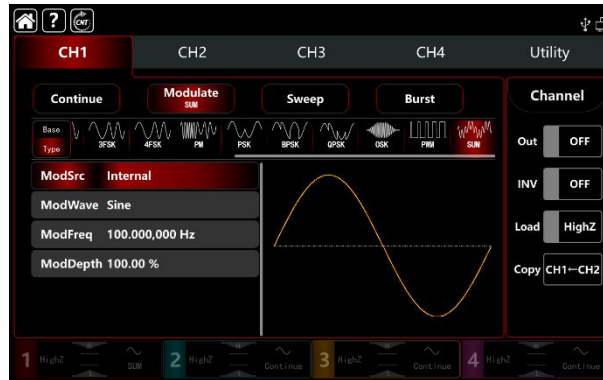 ? CNT
CH1 CH2 CH3 CH4 Utility
Continue Modulate Sweep Burst Channel
SUM
Base
Type 3FSK 4FSK PM PSK BPSK QPSK OSK PWM SUM
Out OFF
ModSrc Internal
INV OFF
ModWave Sine
ModFreq 100.000,000 Hz
Load HighZ
ModDepth 100.00 %
Copy CH1←CH2
1 HighZ SUM 2 HighZ Continue 3 HighZ Continue 4 HighZ Continue